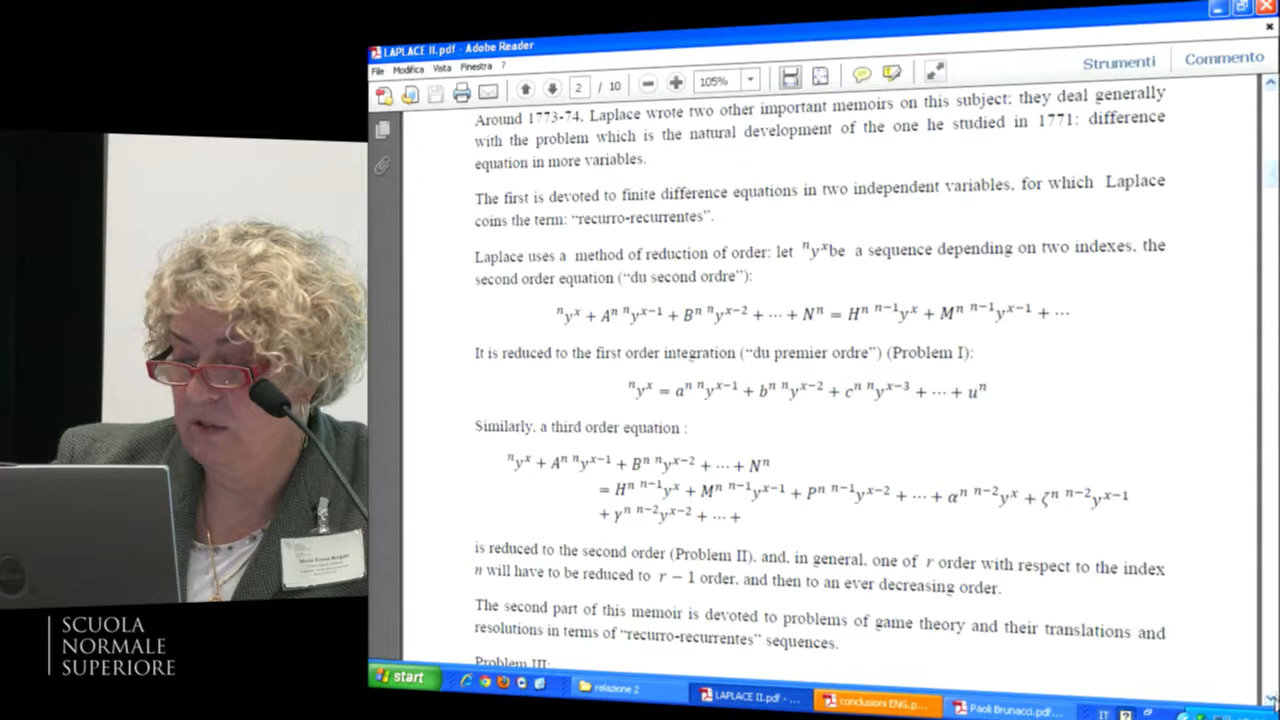 LAPLACE II.pdf - Adobe Reader
File Modifica Vista Finestra ?
2 / 10 105% Strumenti Commento
Around 1773-74, Laplace wrote two other important memoirs on this subject; they deal generally
with the problem which is the natural development of the one he studied in 1771: difference
equation in more variables.
The first is devoted to finite difference equations in two independent variables, for which Laplace
coins the term: “recurro-recurrentes”.
Laplace uses a method of reduction of order: let ⁿyˣbe a sequence depending on two indexes, the
second order equation (“du second ordre”):
ⁿyˣ + Aⁿ ⁿyˣ⁻¹ + Bⁿ ⁿyˣ⁻² + ⋯ + Nⁿ = Hⁿ ⁿ⁻¹yˣ + Mⁿ ⁿ⁻¹yˣ⁻¹ + ⋯
It is reduced to the first order integration (“du premier ordre”) (Problem I):
ⁿyˣ = aⁿ ⁿyˣ⁻¹ + bⁿ ⁿyˣ⁻² + cⁿ ⁿyˣ⁻³ + ⋯ + uⁿ
Similarly, a third order equation :
ⁿyˣ + Aⁿ ⁿyˣ⁻¹ + Bⁿ ⁿyˣ⁻² + ⋯ + Nⁿ
= Hⁿ ⁿ⁻¹yˣ + Mⁿ ⁿ⁻¹yˣ⁻¹ + Pⁿ ⁿ⁻¹yˣ⁻² + ⋯ + αⁿ ⁿ⁻²yˣ + ζⁿ ⁿ⁻²yˣ⁻¹
+ γⁿ ⁿ⁻²yˣ⁻² + ⋯ +
is reduced to the second order (Problem II), and, in general, one of r order with respect to the index
n will have to be reduced to r − 1 order, and then to an ever decreasing order.
The second part of this memoir is devoted to problems of game theory and their translations and
resolutions in terms of “recurro-recurrentes” sequences.
Problem III:
start relazione 2 LAPLACE II.pdf - ... conclusioni ENG.p... Paoli Brunacci.pdf... IT
SCUOLA
NORMALE
SUPERIORE